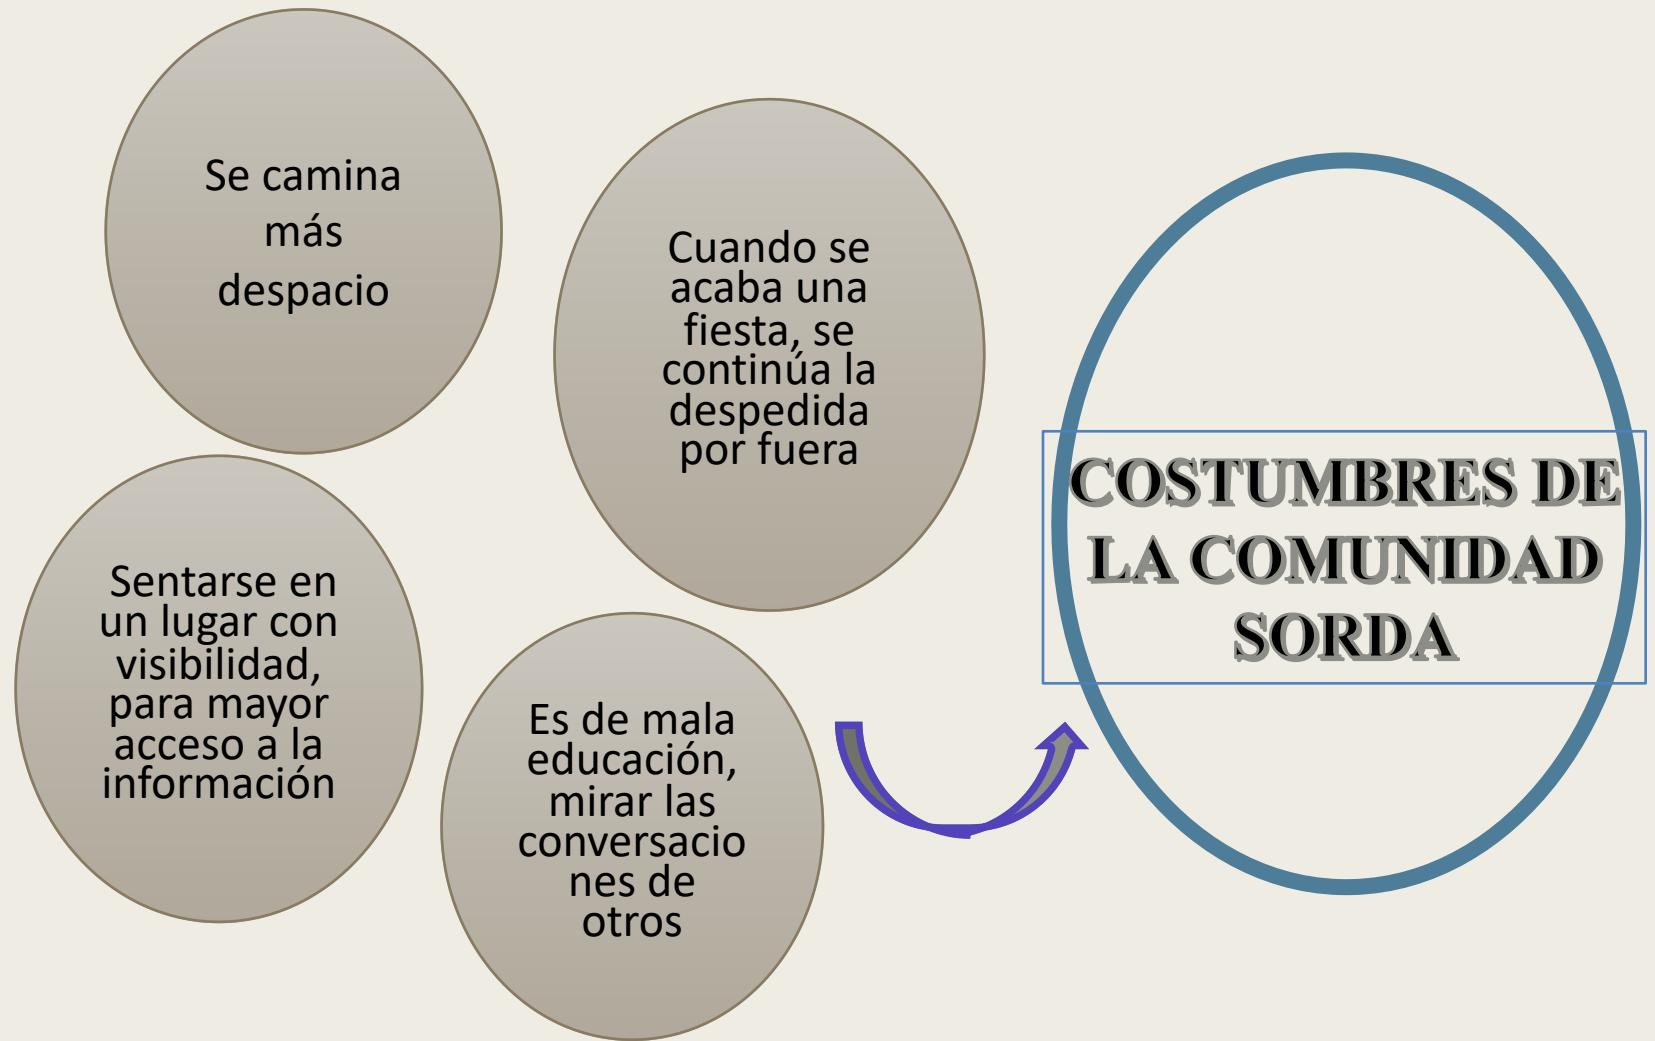 Se camina
más
despacio
Cuando se
acaba una
fiesta, se
continúa la
despedida
por fuera
Sentarse en
un lugar con
visibilidad,
para mayor
acceso a la
información
Es de mala
educación,
mirar las
conversacio
nes de
otros
COSTUMBRES DE
LA COMUNIDAD
SORDA